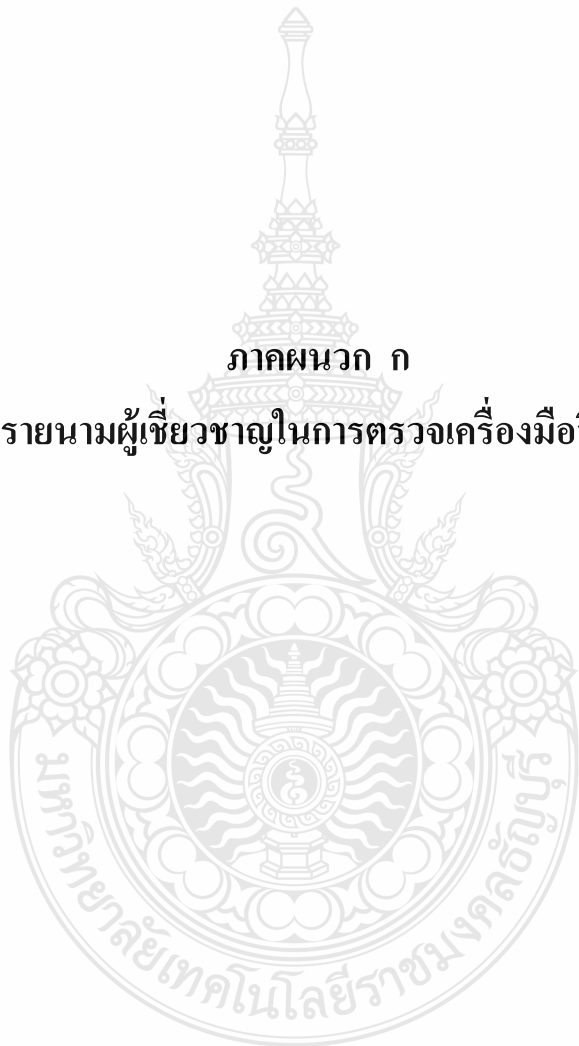 ภาคผนวก ก
รายนามผู้เชี่ยวชาญในการตรวจเครื่องมือ
มหาวิทยาลัยเทคโนโลยีราชมงคลธัญบุรี